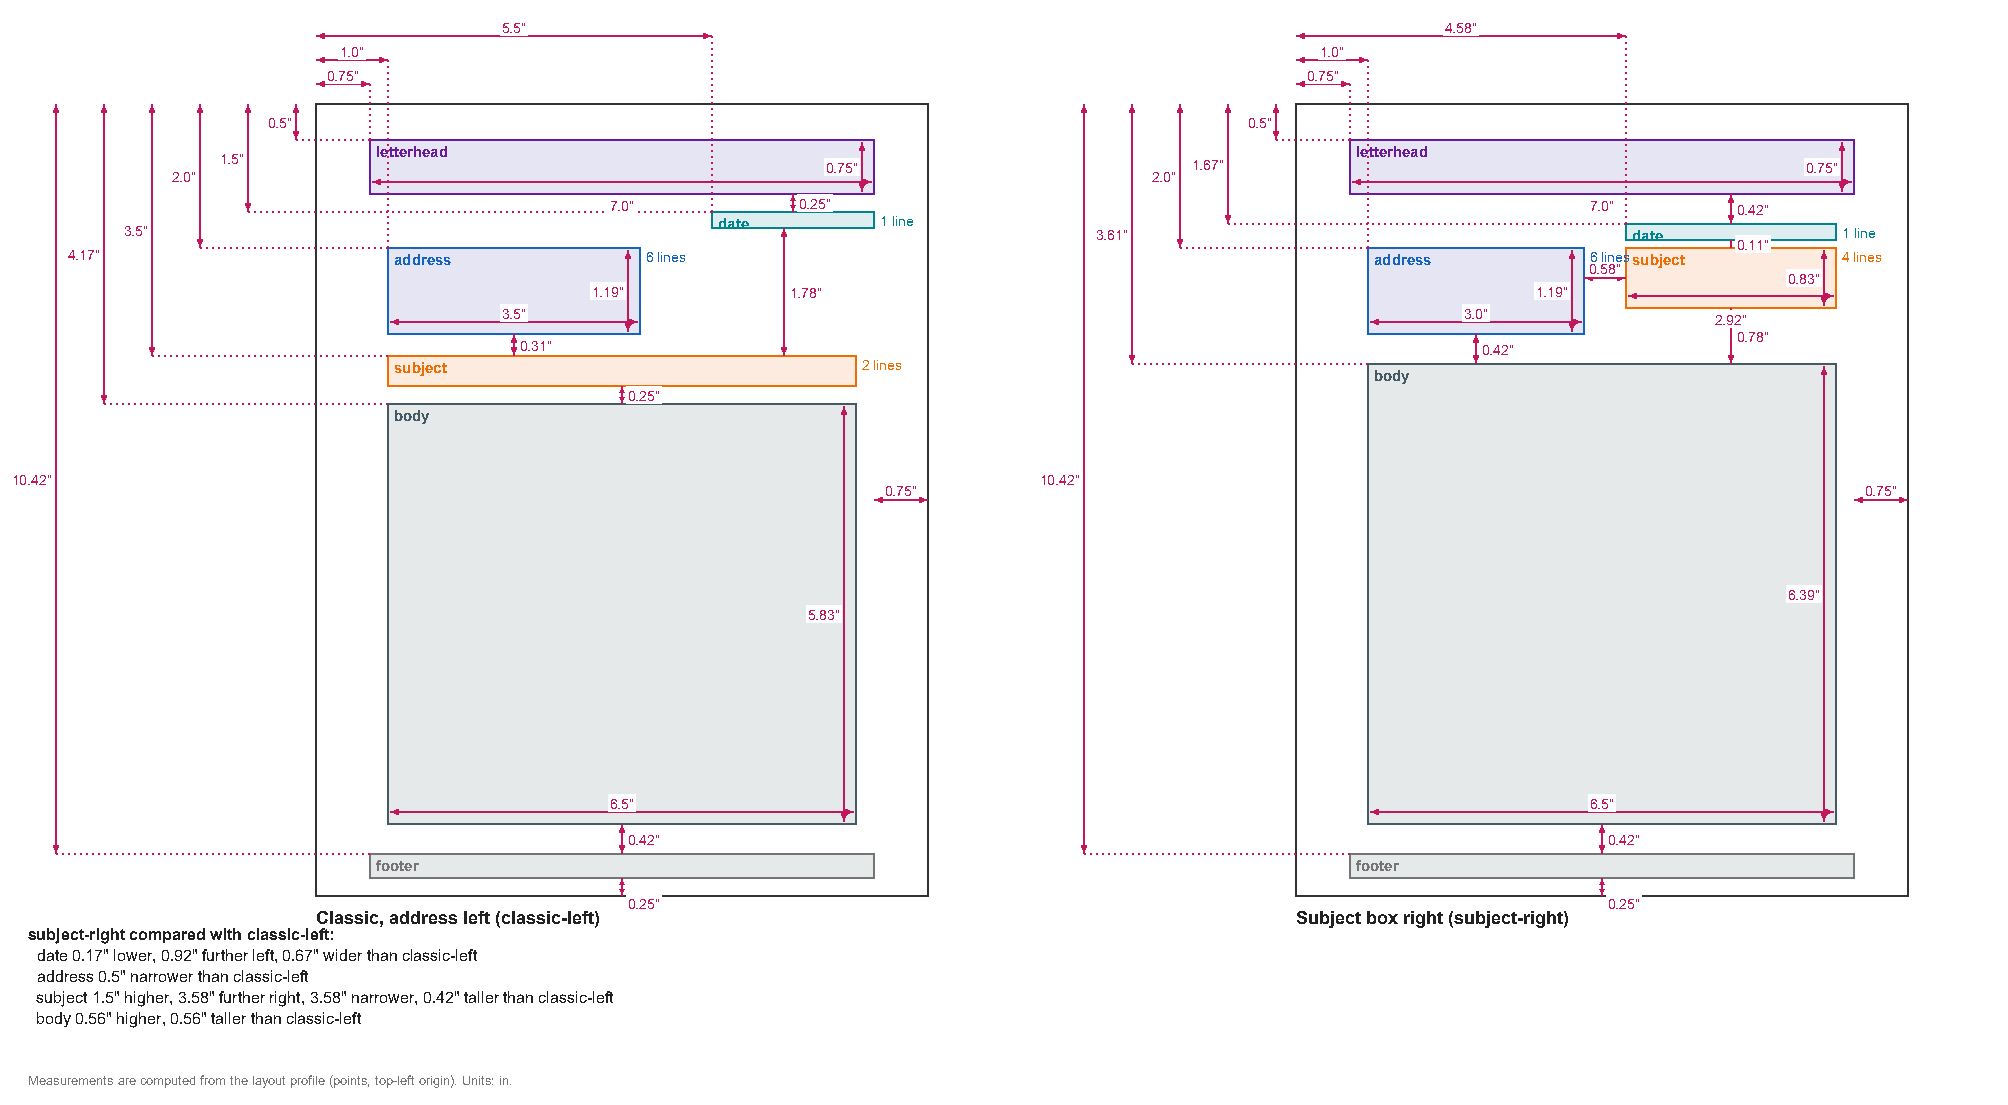 5.5"
1.0"
0.75"
0.5"
letterhead
0.75"
1.5"
2.0"
7.0"
0.25"
date
1 line
3.5"
4.17"
address
6 lines
1.19"
1.78"
3.5"
0.31"
subject
2 lines
0.25"
body
10.42"
0.75"
5.83"
6.5"
0.42"
footer
0.25"
Classic, address left (classic-left)
4.58"
1.0"
0.75"
0.5"
letterhead
0.75"
1.67"
2.0"
7.0"
0.42"
date
1 line
3.61"
0.11"
address
6 lines
subject
4 lines
0.58"
0.83"
1.19"
3.0"
2.92"
0.78"
0.42"
body
10.42"
0.75"
6.39"
6.5"
0.42"
footer
0.25"
Subject box right (subject-right)
subject-right compared with classic-left:
date 0.17" lower, 0.92" further left, 0.67" wider than classic-left
address 0.5" narrower than classic-left
subject 1.5" higher, 3.58" further right, 3.58" narrower, 0.42" taller than classic-left
body 0.56" higher, 0.56" taller than classic-left
Measurements are computed from the layout profile (points, top-left origin). Units: in.